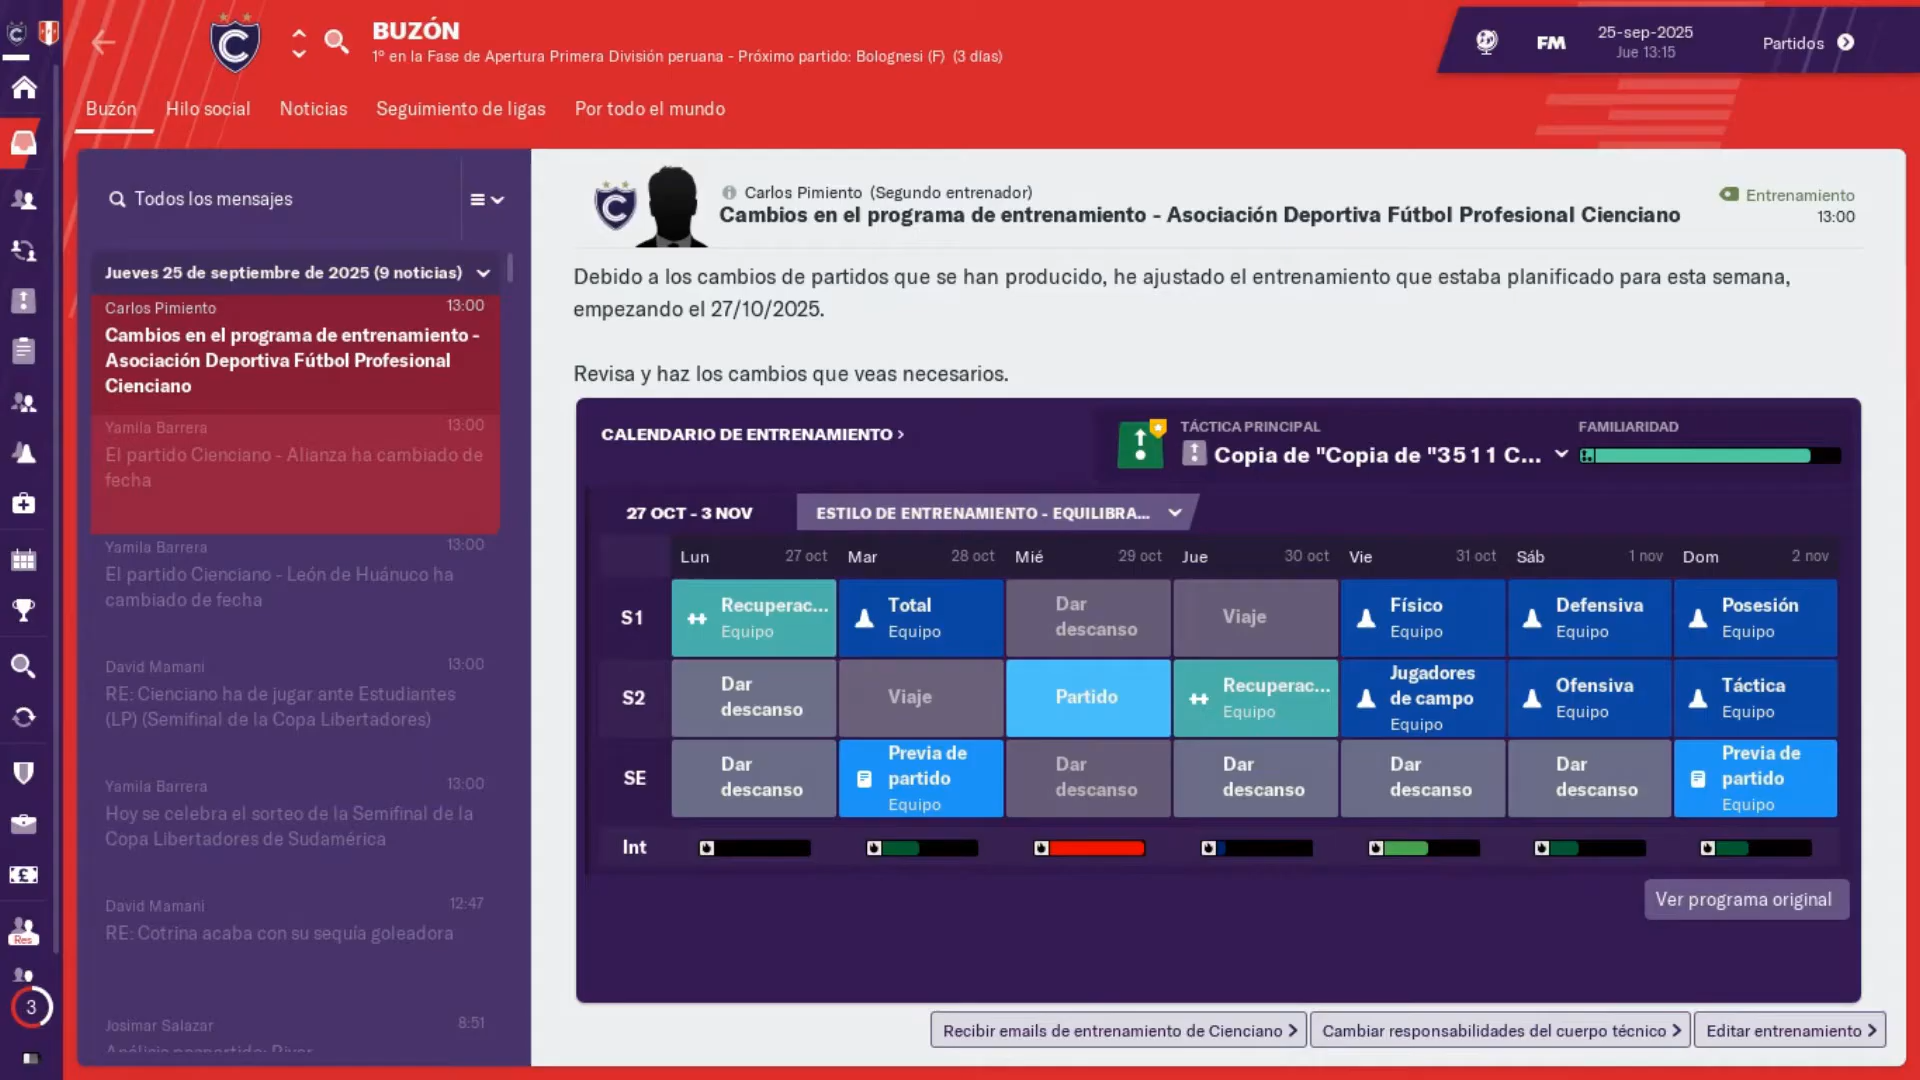 BUZÓN
1º en la Fase de Apertura Primera División peruana - Próximo partido: Bolognesi (F) (3 días)
FM
25-sep-2025
Jue 13:15
Partidos
Buzón
Hilo social
Noticias
Seguimiento de ligas
Por todo el mundo
Todos los mensajes
Jueves 25 de septiembre de 2025 (9 noticias)
Carlos Pimiento 13:00
Cambios en el programa de entrenamiento -
Asociación Deportiva Fútbol Profesional
Cienciano
Yamila Barrera 13:00
El partido Cienciano - Alianza ha cambiado de
fecha
Yamila Barrera 13:00
El partido Cienciano - León de Huánuco ha
cambiado de fecha
David Mamani 13:00
RE: Cienciano ha de jugar ante Estudiantes
(LP) (Semifinal de la Copa Libertadores)
Yamila Barrera 13:00
Hoy se celebra el sorteo de la Semifinal de la
Copa Libertadores de Sudamérica
David Mamani 12:47
RE: Cotrina acaba con su sequía goleadora
Josimar Salazar 8:51
Análisis pospartido: River
Res
3
Carlos Pimiento (Segundo entrenador)
Cambios en el programa de entrenamiento - Asociación Deportiva Fútbol Profesional Cienciano
Entrenamiento
13:00
Debido a los cambios de partidos que se han producido, he ajustado el entrenamiento que estaba planificado para esta semana,
empezando el 27/10/2025.
Revisa y haz los cambios que veas necesarios.
CALENDARIO DE ENTRENAMIENTO
TÁCTICA PRINCIPAL
Copia de "Copia de "3511 C...
FAMILIARIDAD
27 OCT - 3 NOV
ESTILO DE ENTRENAMIENTO - EQUILIBRA...
Lun 27 oct Mar 28 oct Mié 29 oct Jue 30 oct Vie 31 oct Sáb 1 nov Dom 2 nov
S1
Recuperac...
Equipo
Total
Equipo
Dar
descanso
Viaje
Físico
Equipo
Defensiva
Equipo
Posesión
Equipo
S2
Dar
descanso
Viaje
Partido
Recuperac...
Equipo
Jugadores
de campo
Equipo
Ofensiva
Equipo
Táctica
Equipo
SE
Dar
descanso
Previa de
partido
Equipo
Dar
descanso
Dar
descanso
Dar
descanso
Dar
descanso
Previa de
partido
Equipo
Int
Ver programa original
Recibir emails de entrenamiento de Cienciano
Cambiar responsabilidades del cuerpo técnico
Editar entrenamiento